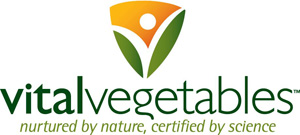 vitalvegetables™
nurtured by nature, certified by science